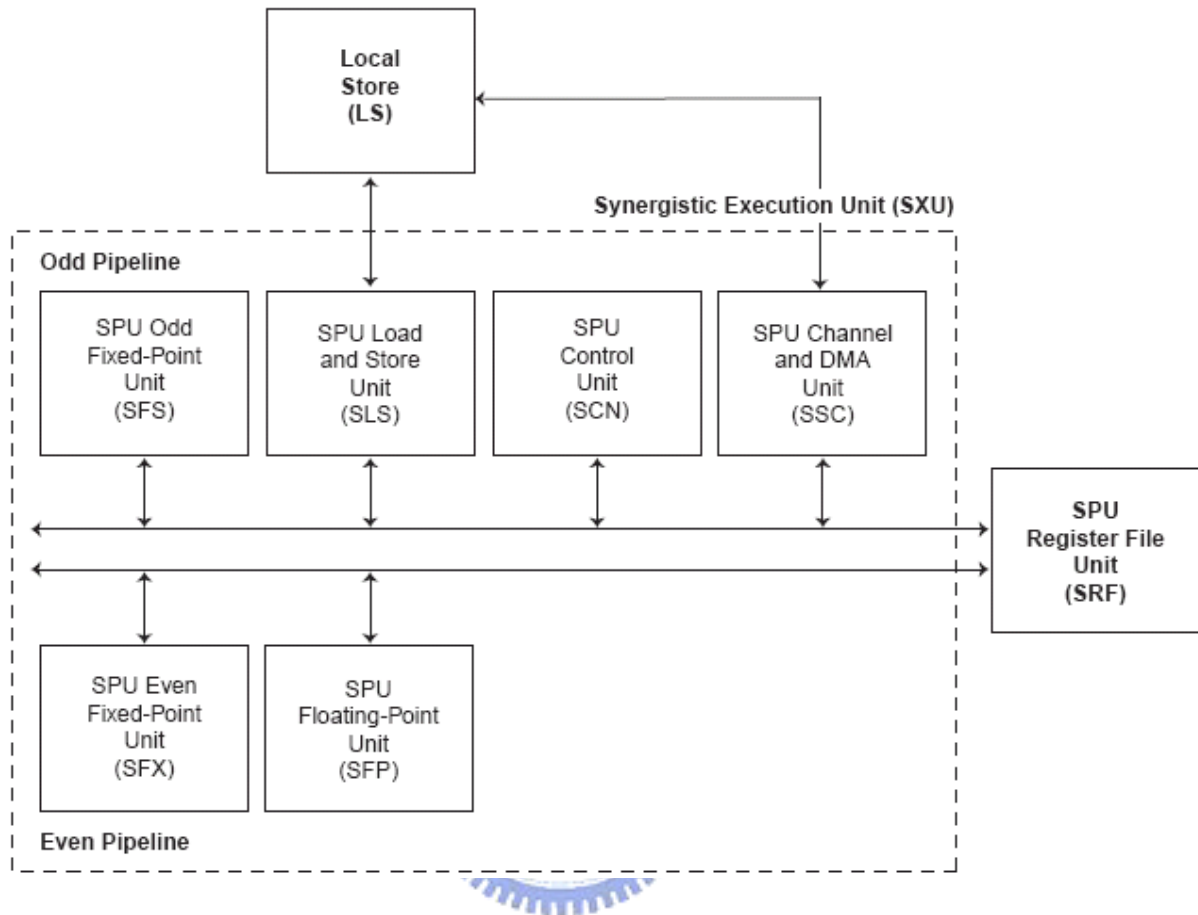 Local
Store
(LS)
Synergistic Execution Unit (SXU)
Odd Pipeline
SPU Odd
Fixed-Point
Unit
(SFS)
SPU Load
and Store
Unit
(SLS)
SPU
Control
Unit
(SCN)
SPU Channel
and DMA
Unit
(SSC)
SPU
Register File
Unit
(SRF)
SPU Even
Fixed-Point
Unit
(SFX)
SPU
Floating-Point
Unit
(SFP)
Even Pipeline